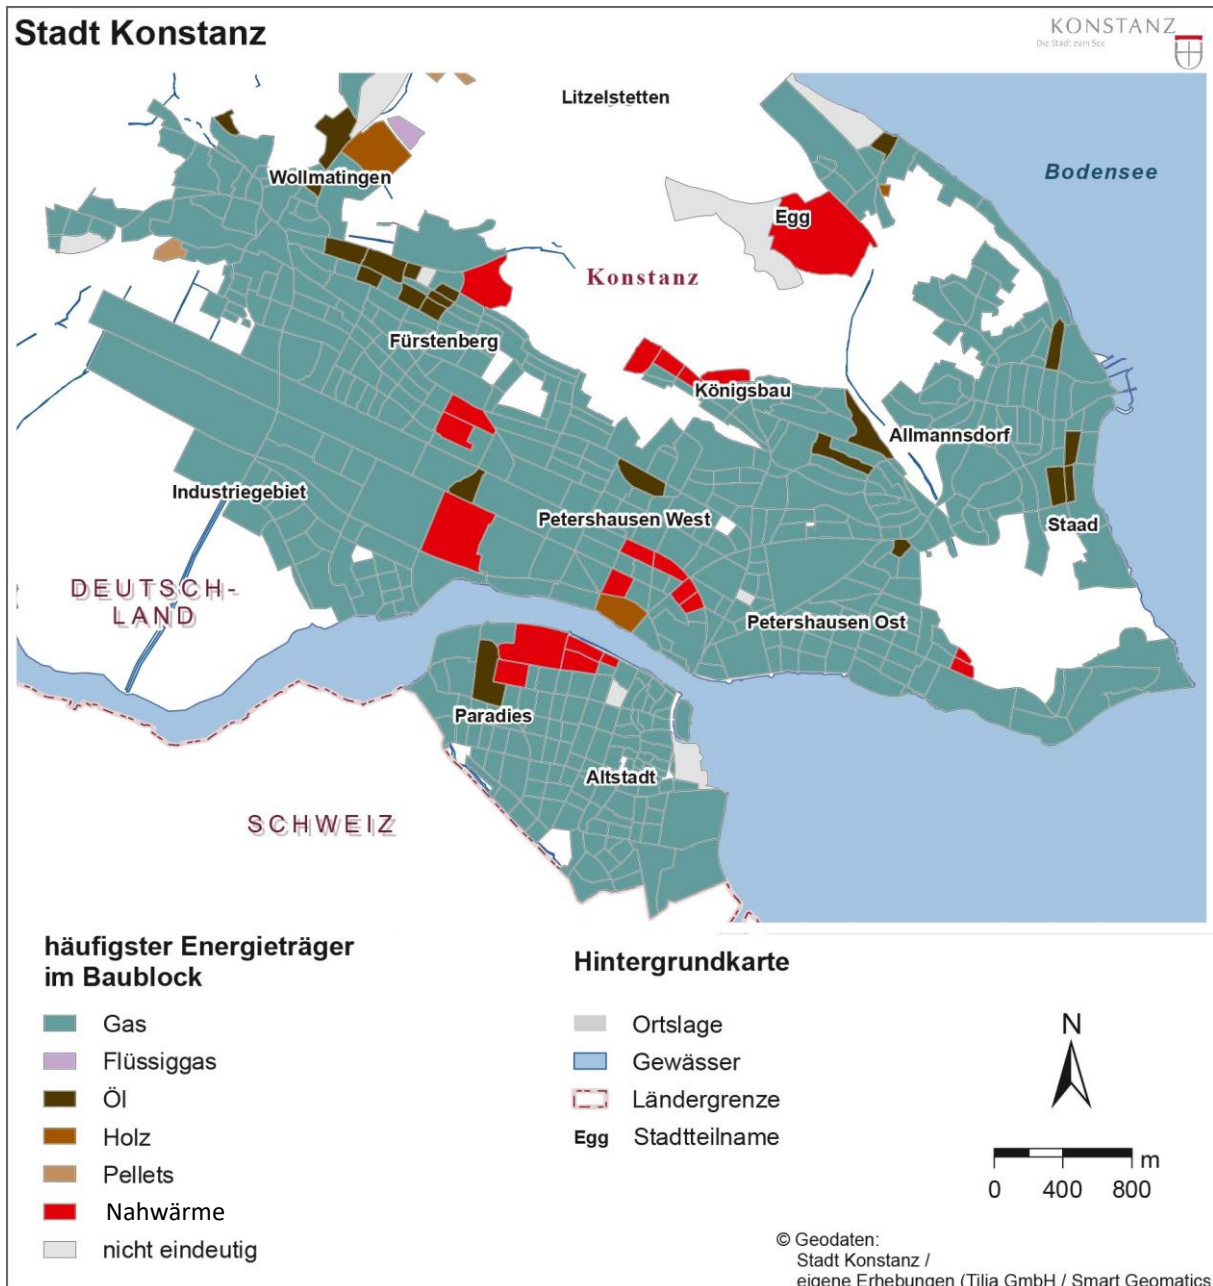 Stadt Konstanz
KONSTANZ
Die Stadt zum See
Litzelstetten
Bodensee
Wollmatingen
Egg
Konstanz
Fürstenberg
Königsbau
Allmannsdorf
Industriegebiet
Petershausen West
Staad
DEUTSCH-
LAND
Petershausen Ost
Paradies
Altstadt
SCHWEIZ
häufigster Energieträger
im Baublock
Gas
Flüssiggas
Öl
Holz
Pellets
Nahwärme
nicht eindeutig
Hintergrundkarte
Ortslage
Gewässer
Ländergrenze
Egg Stadtteilname
N
m
0 400 800
© Geodaten:
Stadt Konstanz /
eigene Erhebungen (Tilia GmbH / Smart Geomatics